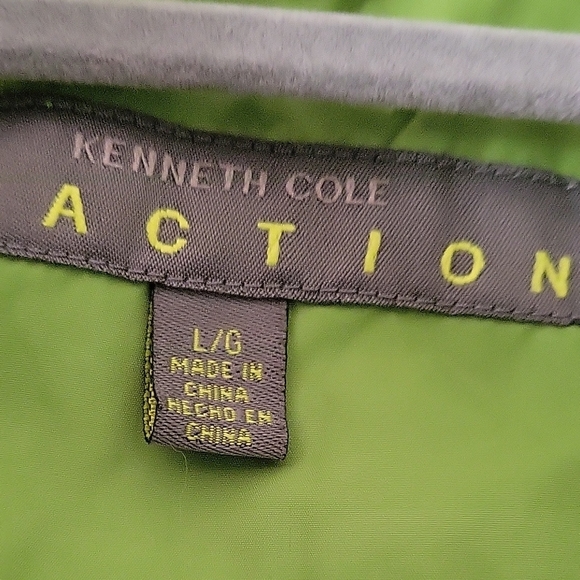 KENNETH COLE
ACTION
L/G
MADE IN
CHINA
HECHO EN
CHINA